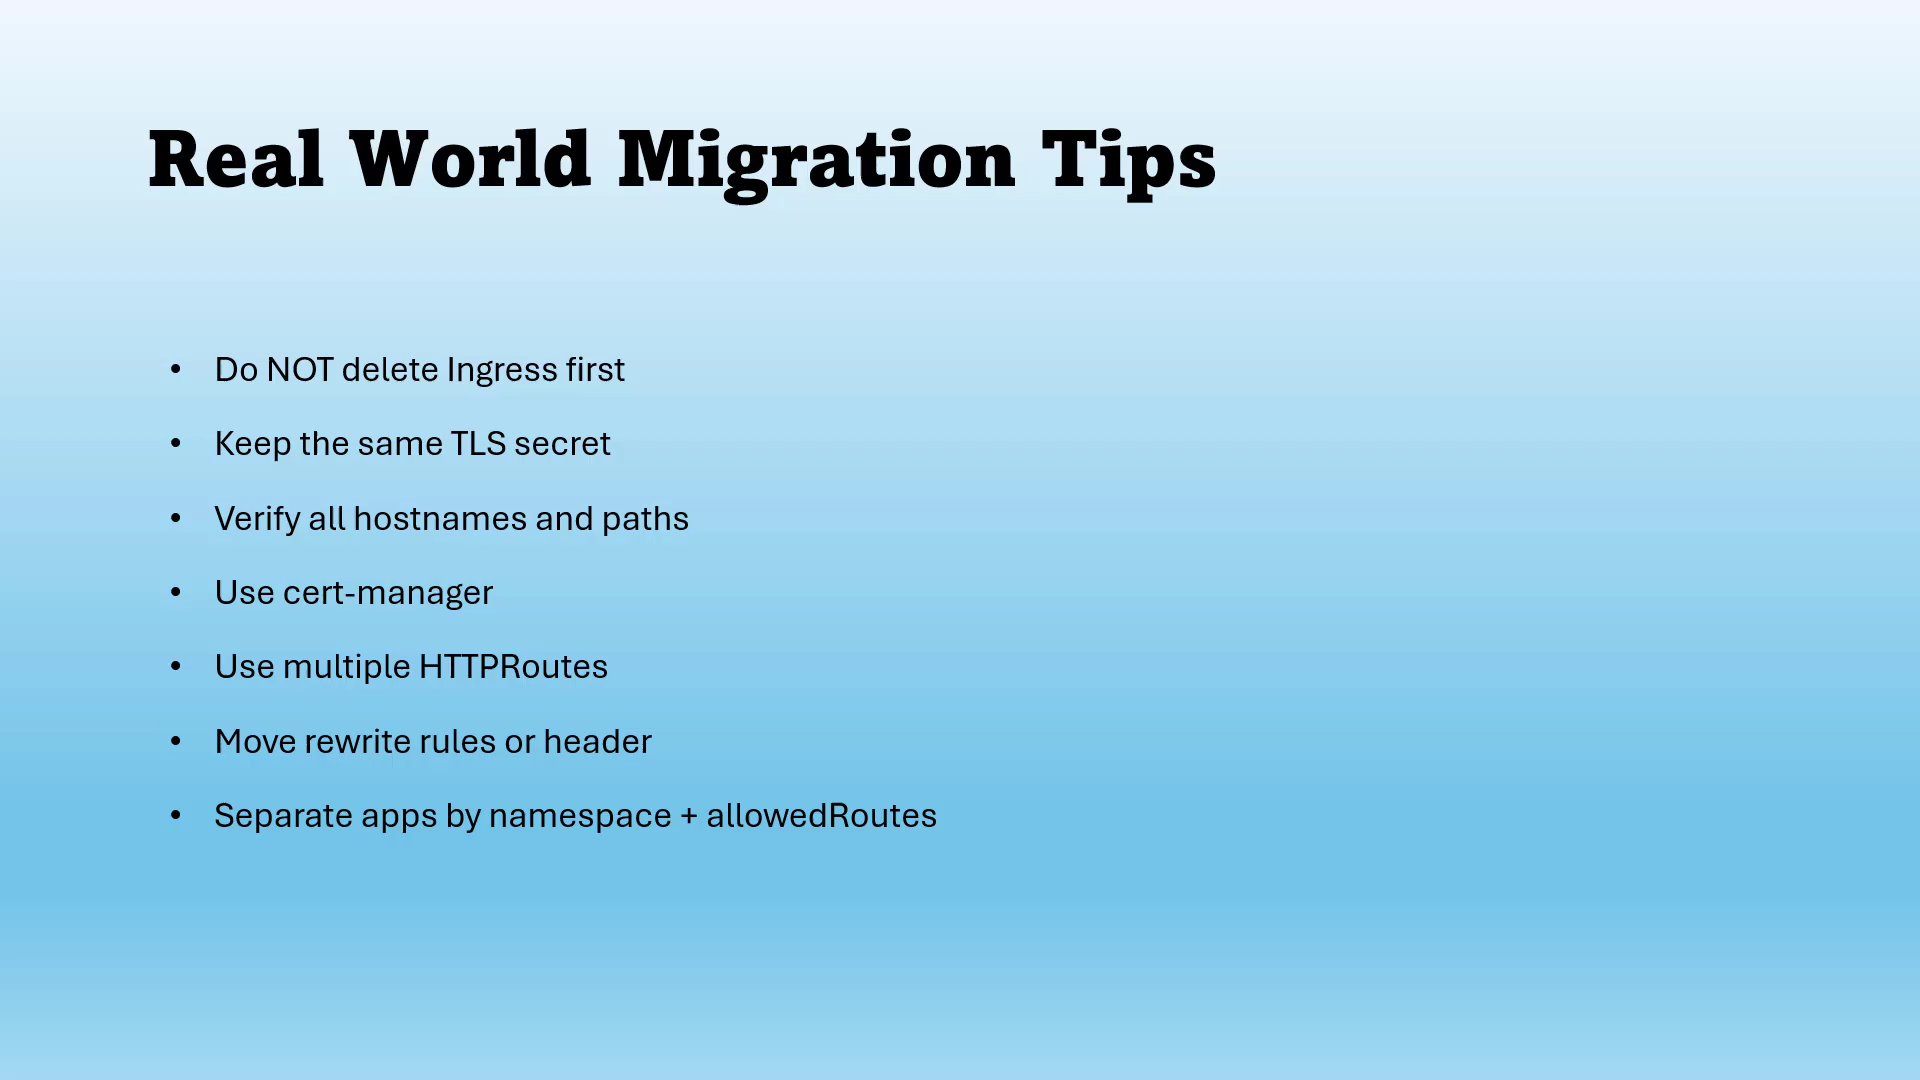 Real World Migration Tips
• Do NOT delete Ingress first
• Keep the same TLS secret
• Verify all hostnames and paths
• Use cert-manager
• Use multiple HTTPRoutes
• Move rewrite rules or header
• Separate apps by namespace + allowedRoutes